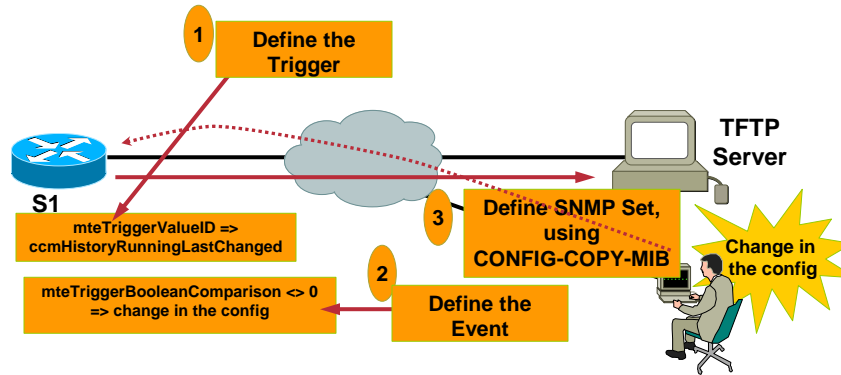 1
Define the
Trigger
TFTP
Server
S1
mteTriggerValueID =>
ccmHistoryRunningLastChanged
3
Define SNMP Set,
using
CONFIG-COPY-MIB
Change in
the config
mteTriggerBooleanComparison <> 0
=> change in the config
2
Define the
Event